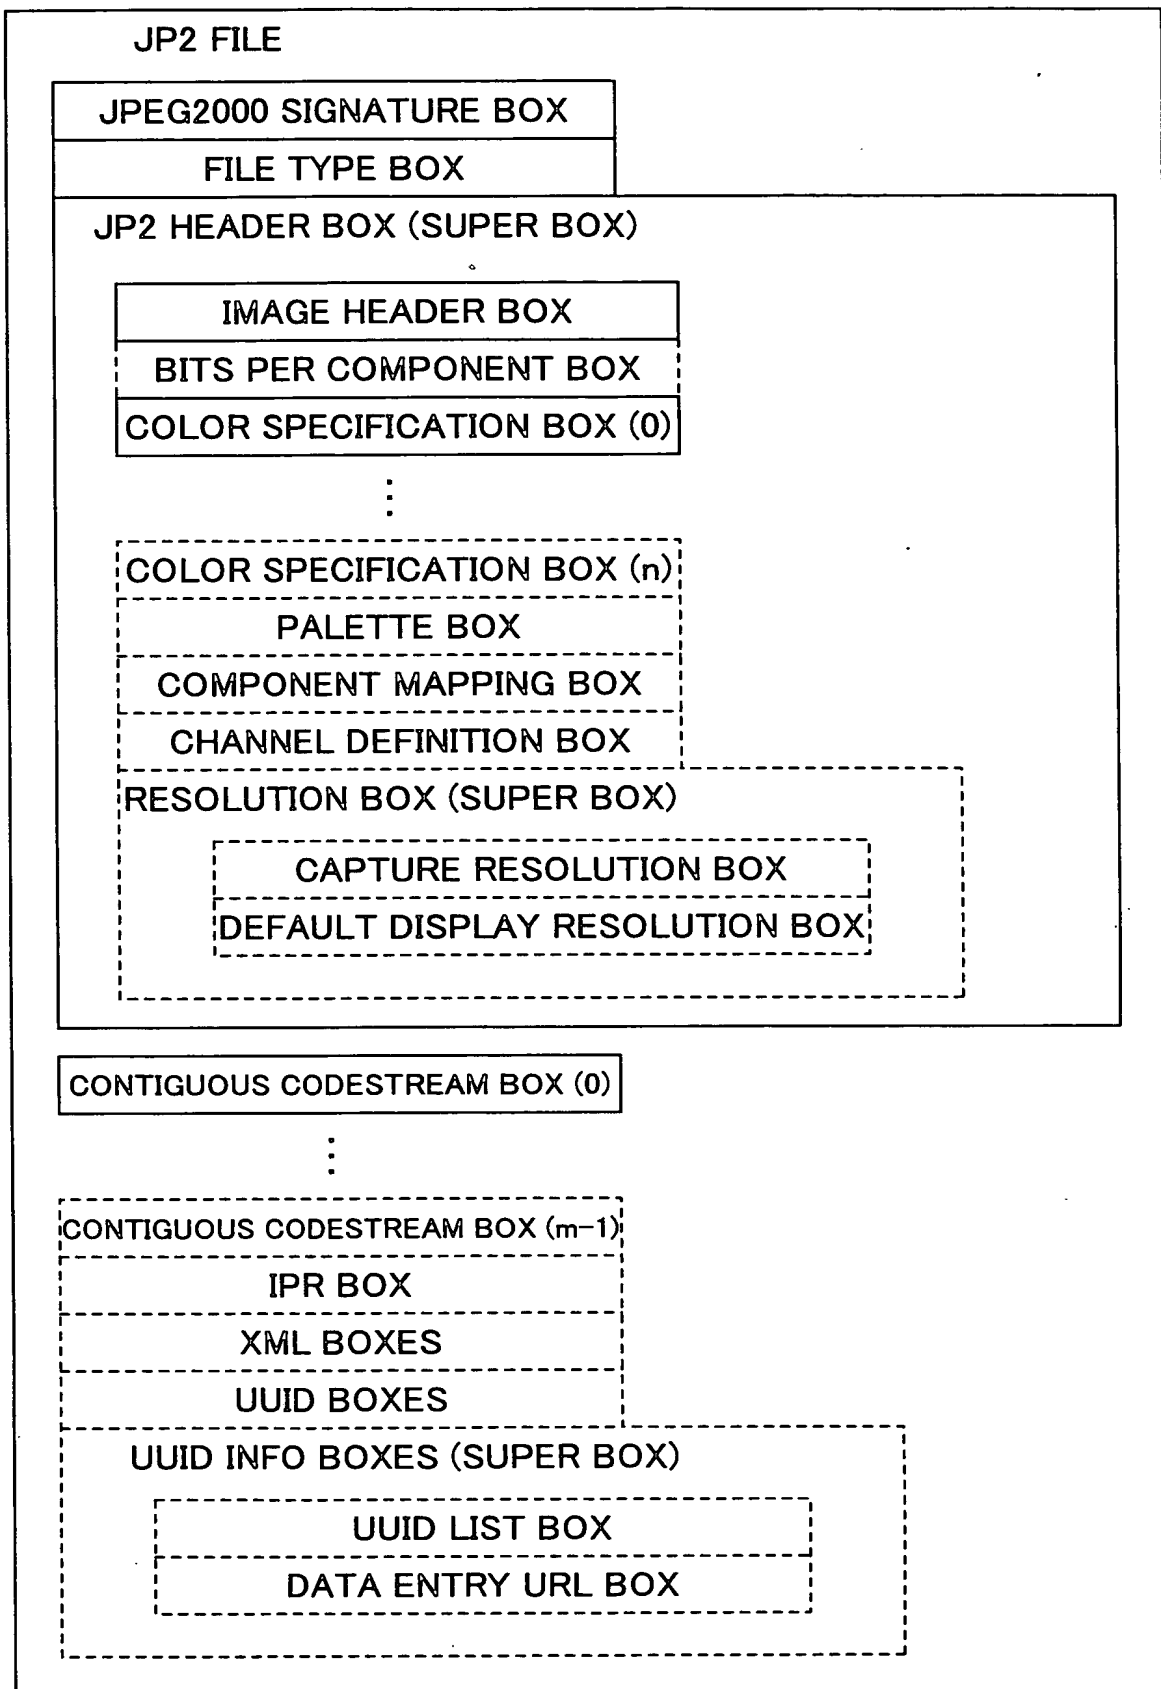 JP2 FILE
JPEG2000 SIGNATURE BOX
FILE TYPE BOX
JP2 HEADER BOX (SUPER BOX)
IMAGE HEADER BOX
BITS PER COMPONENT BOX
COLOR SPECIFICATION BOX (0)
COLOR SPECIFICATION BOX (n)
PALETTE BOX
COMPONENT MAPPING BOX
CHANNEL DEFINITION BOX
RESOLUTION BOX (SUPER BOX)
CAPTURE RESOLUTION BOX
DEFAULT DISPLAY RESOLUTION BOX
CONTIGUOUS CODESTREAM BOX (0)
CONTIGUOUS CODESTREAM BOX (m-1)
IPR BOX
XML BOXES
UUID BOXES
UUID INFO BOXES (SUPER BOX)
UUID LIST BOX
DATA ENTRY URL BOX